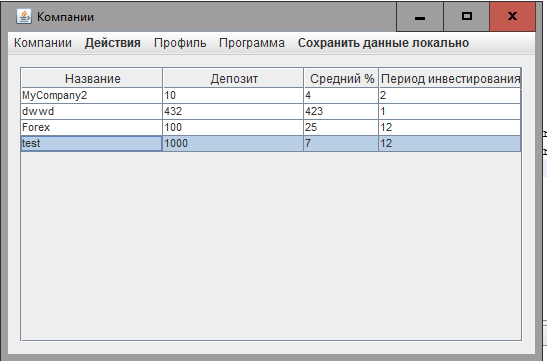 Компании
Компании Действия Профиль Программа Сохранить данные локально
Название Депозит Средний % Период инвестирования
MyCompany2 10 4 2
dwwd 432 423 1
Forex 100 25 12
test 1000 7 12